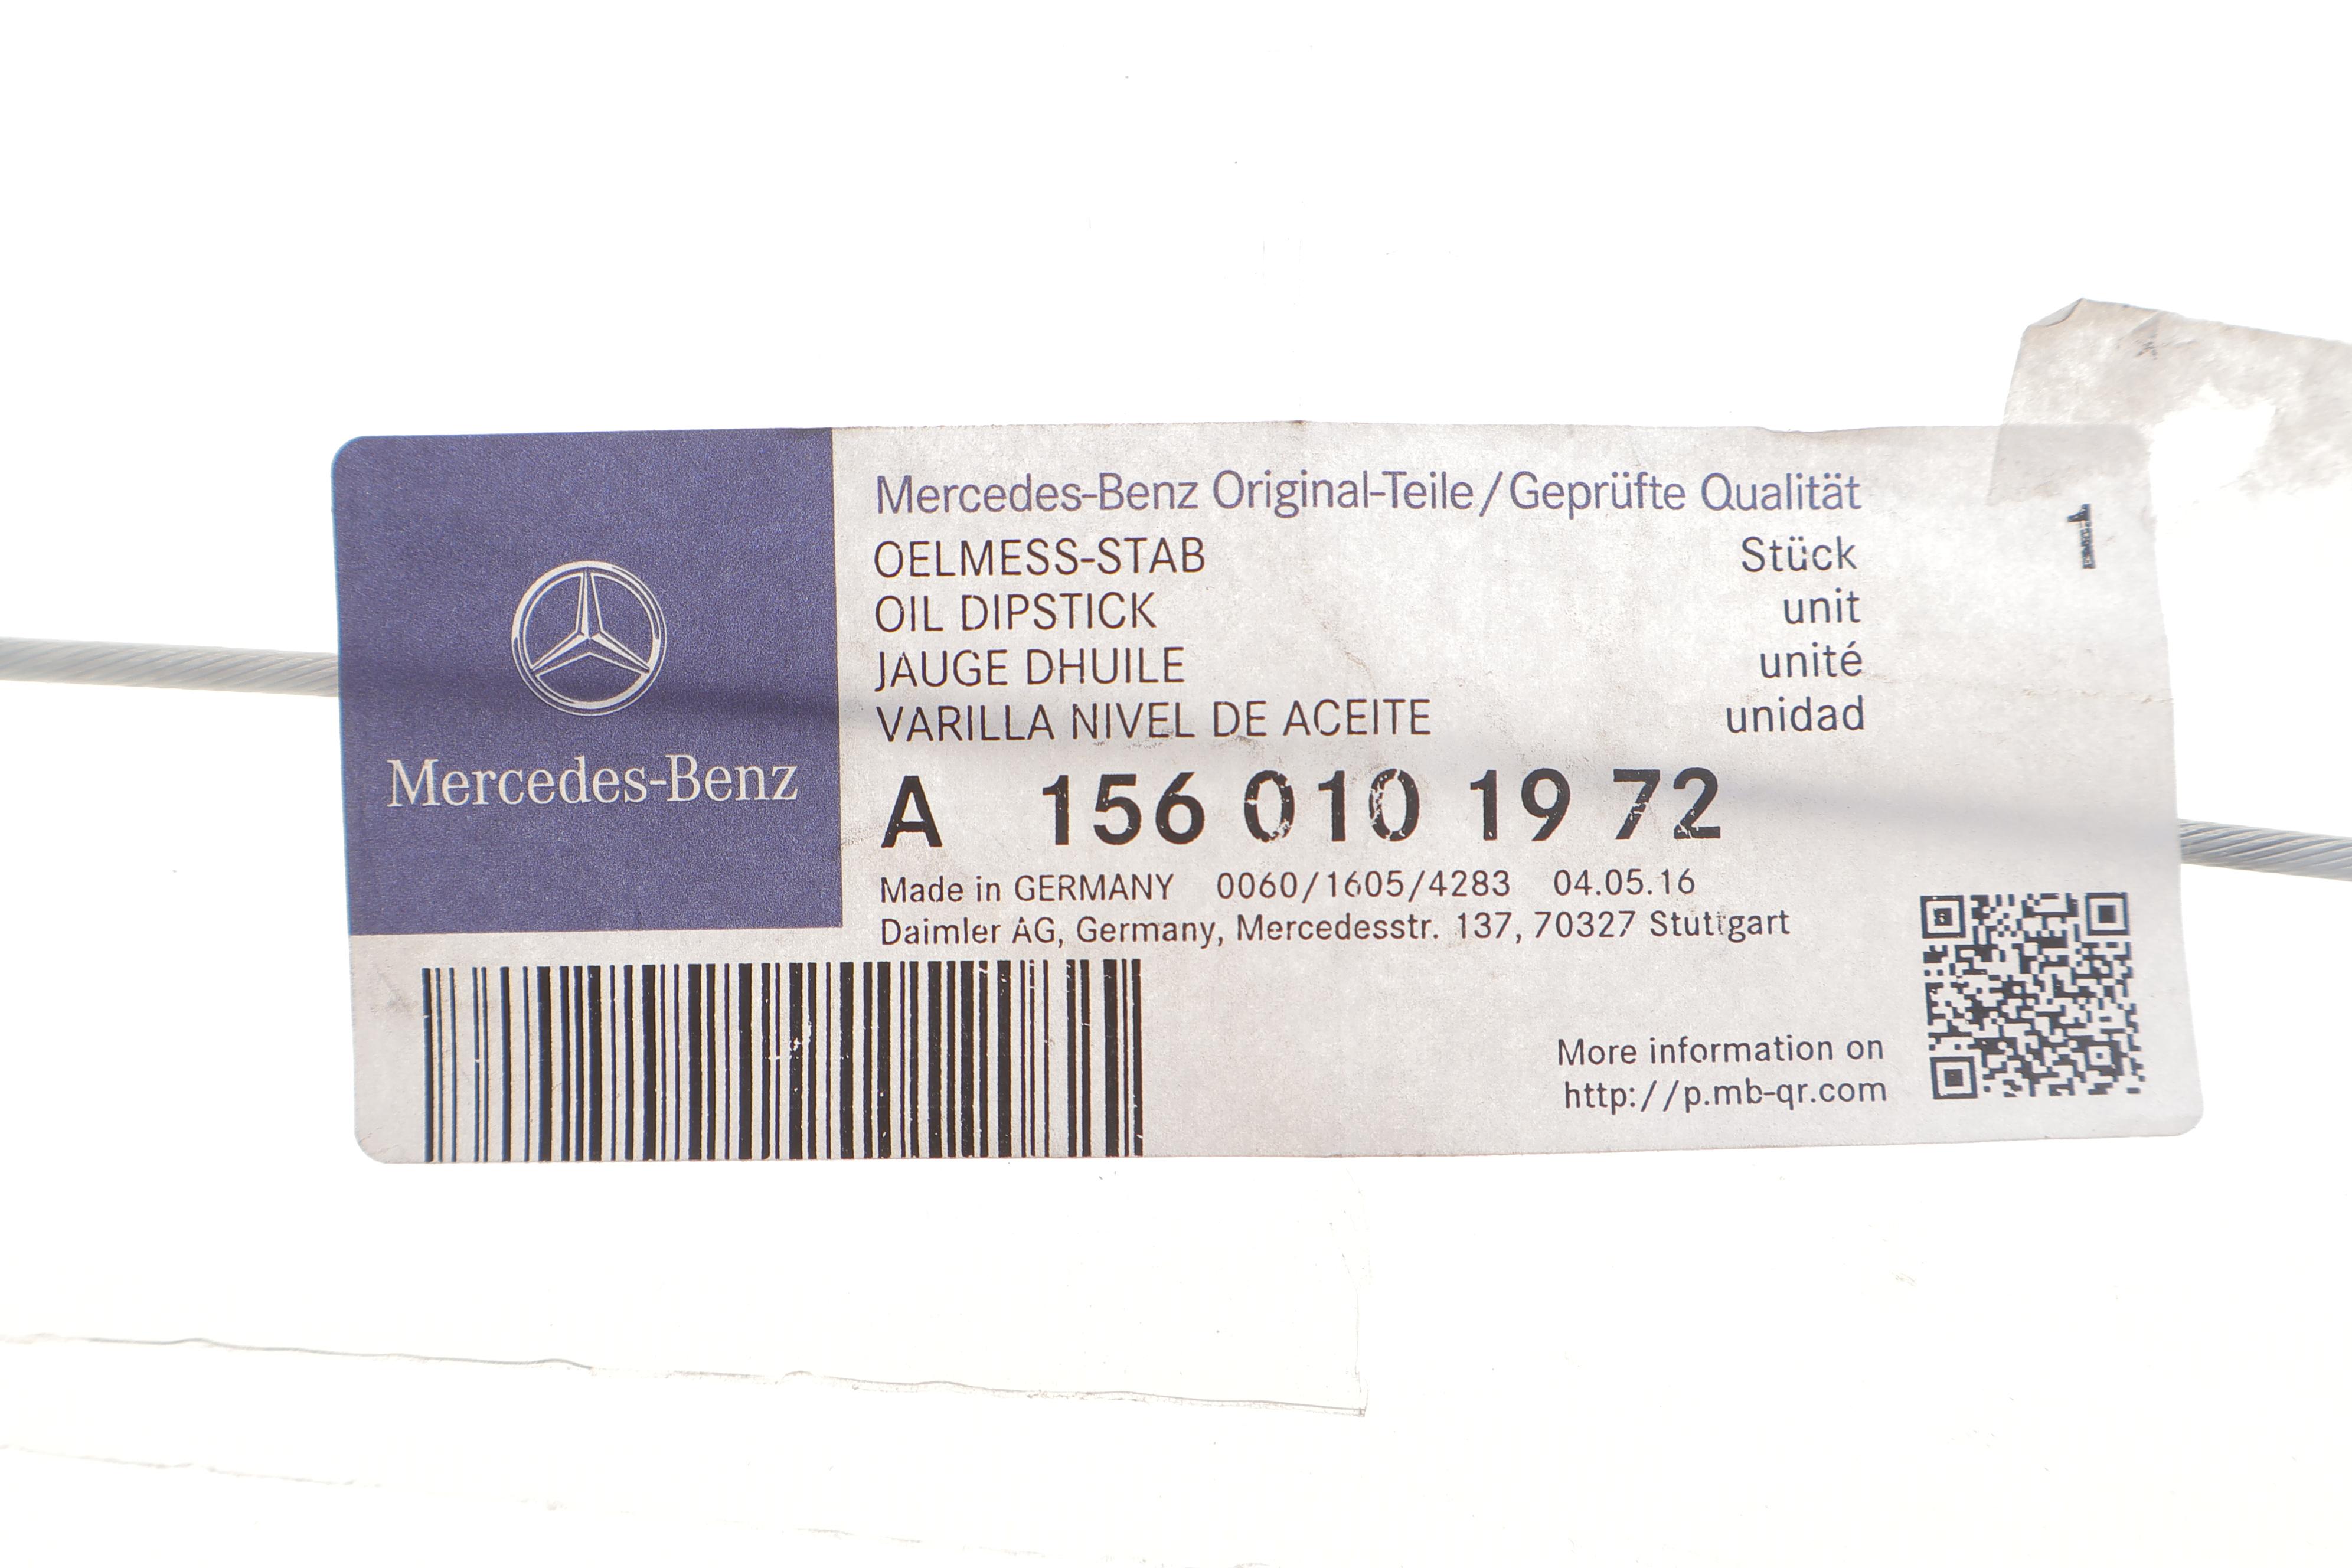 Mercedes-Benz
Mercedes-Benz Original-Teile/Geprüfte Qualität
OELMESS-STAB Stück 1
OIL DIPSTICK unit
JAUGE DHUILE unité
VARILLA NIVEL DE ACEITE unidad
A 156 010 19 72
Made in GERMANY 0060/1605/4283 04.05.16
Daimler AG, Germany, Mercedesstr. 137, 70327 Stuttgart
More information on
http://p.mb-qr.com